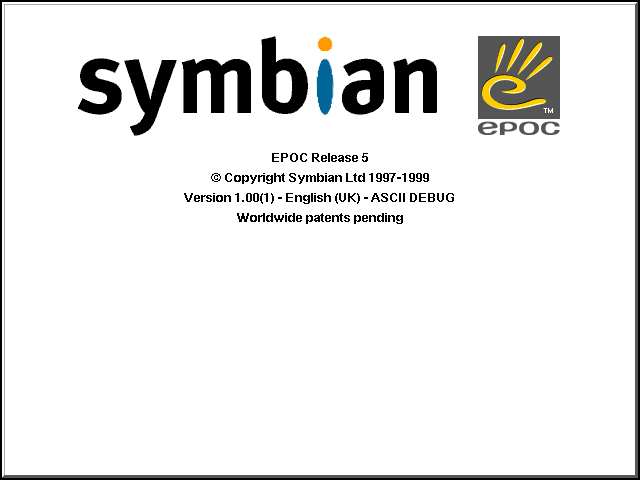 symbian
epoc™
EPOC Release 5
© Copyright Symbian Ltd 1997-1999
Version 1.00(1) - English (UK) - ASCII DEBUG
Worldwide patents pending